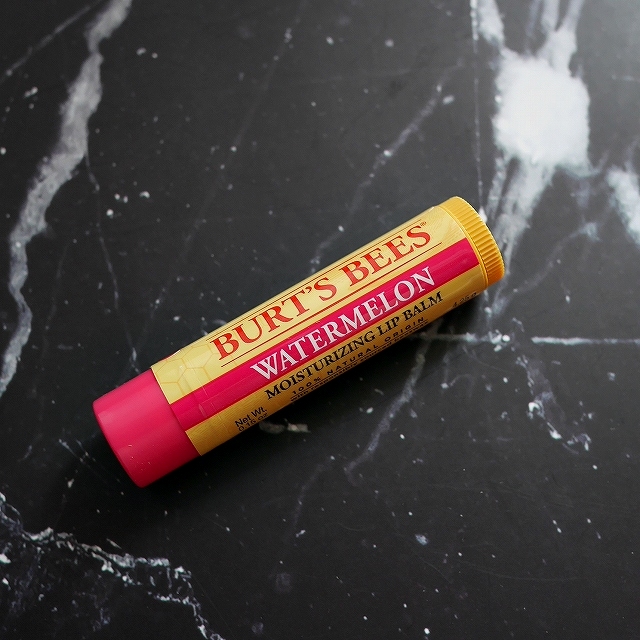 BURT'S BEES®
WATERMELON
MOISTURIZING LIP BALM
100% NATURAL ORIGIN
Net Wt.